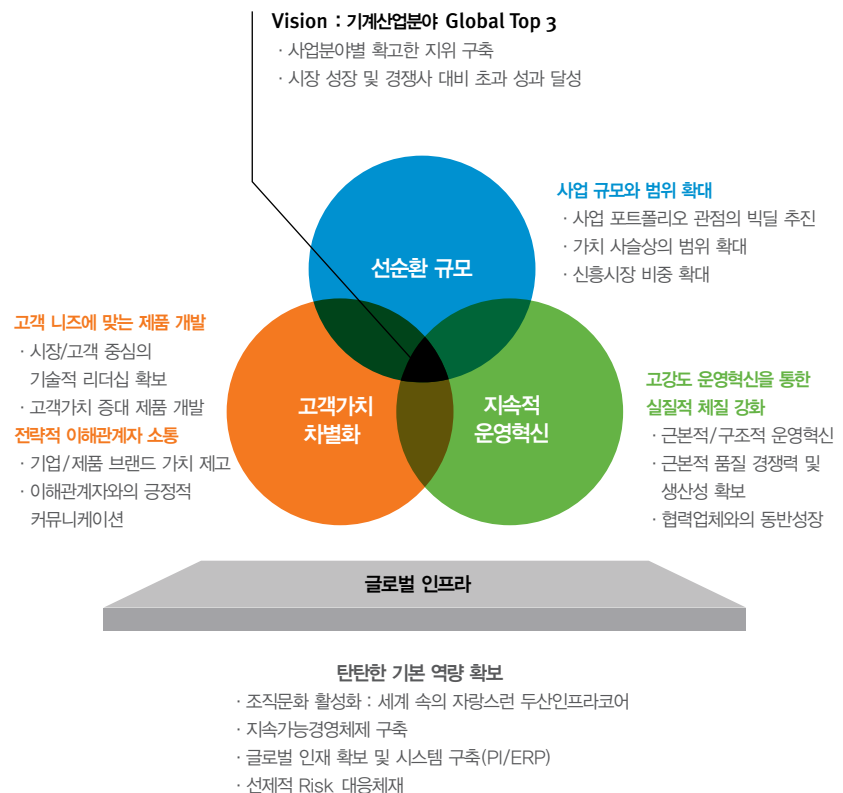 Vision : 기계산업분야 Global Top 3
· 사업분야별 확고한 지위 구축
· 시장 성장 및 경쟁사 대비 초과 성과 달성
사업 규모와 범위 확대
· 사업 포트폴리오 관점의 빅딜 추진
· 가치 사슬상의 범위 확대
· 신흥시장 비중 확대
선순환 규모
고객 니즈에 맞는 제품 개발
· 시장/고객 중심의
기술적 리더십 확보
· 고객가치 증대 제품 개발
전략적 이해관계자 소통
· 기업/제품 브랜드 가치 제고
· 이해관계자와의 긍정적
커뮤니케이션
고객가치
차별화
지속적
운영혁신
고강도 운영혁신을 통한
실질적 체질 강화
· 근본적/구조적 운영혁신
· 근본적 품질 경쟁력 및
생산성 확보
· 협력업체와의 동반성장
글로벌 인프라
탄탄한 기본 역량 확보
· 조직문화 활성화 : 세계 속의 자랑스런 두산인프라코어
· 지속가능경영체제 구축
· 글로벌 인재 확보 및 시스템 구축(PI/ERP)
· 선제적 Risk 대응체재